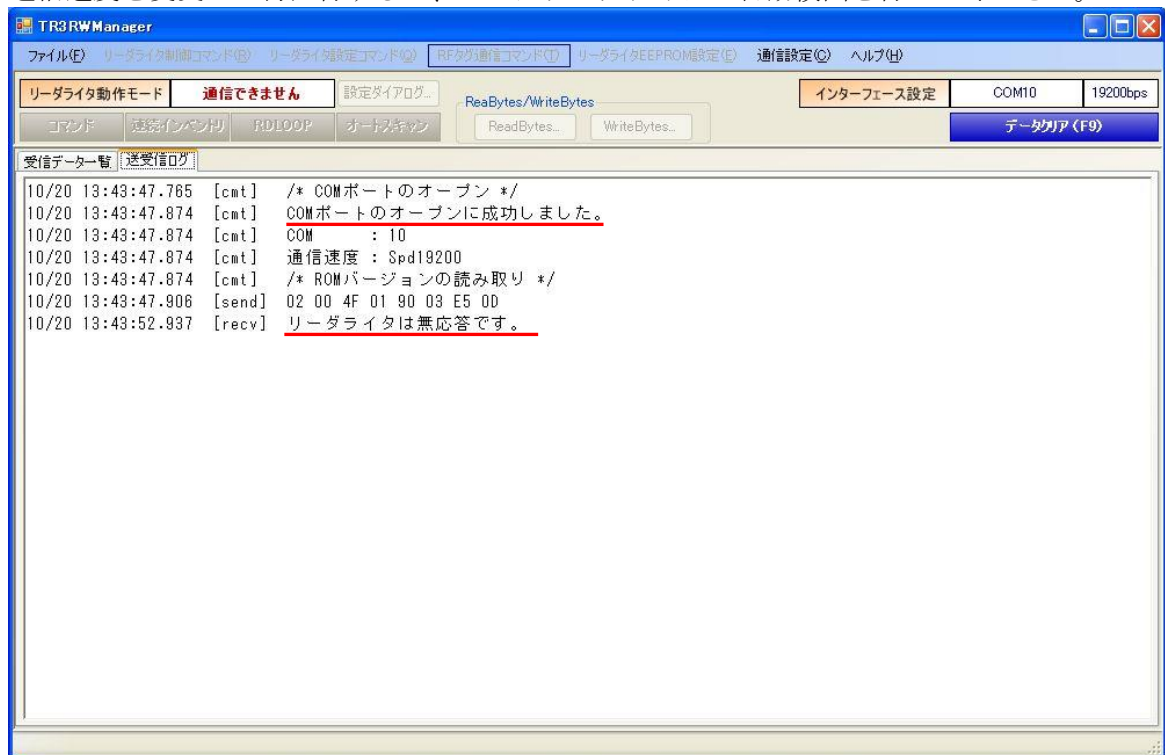 TR3RWManager
ファイル(F) リーダライタ制御コマンド(R) リーダライタ設定コマンド(Q) RFタグ通信コマンド(T) リーダライタEEPROM設定(E) 通信設定(C) ヘルプ(H)
リーダライタ動作モード 通信できません 設定ダイアログ... ReaBytes/WriteBytes インターフェース設定 COM10 19200bps
コマンド 連続インベントリ RDLOOP オートスキャン ReadBytes... WriteBytes... データクリア(F9)
受信データ一覧 送受信ログ
10/20 13:43:47.765 [cmt] /* COMポートのオープン */
10/20 13:43:47.874 [cmt] COMポートのオープンに成功しました。
10/20 13:43:47.874 [cmt] COM : 10
10/20 13:43:47.874 [cmt] 通信速度 : Spd19200
10/20 13:43:47.874 [cmt] /* ROMバージョンの読み取り */
10/20 13:43:47.906 [send] 02 00 4F 01 90 03 E5 0D
10/20 13:43:52.937 [recv] リーダライタは無応答です。